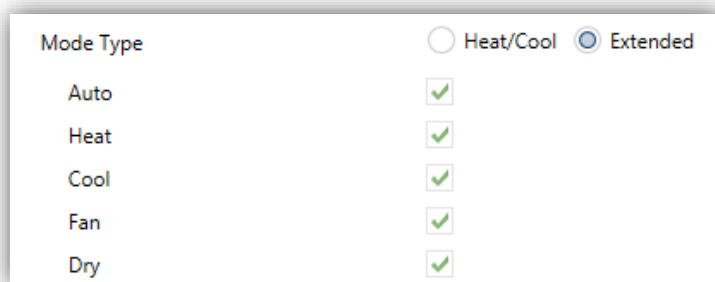 Mode Type Heat/Cool Extended
Auto
Heat
Cool
Fan
Dry